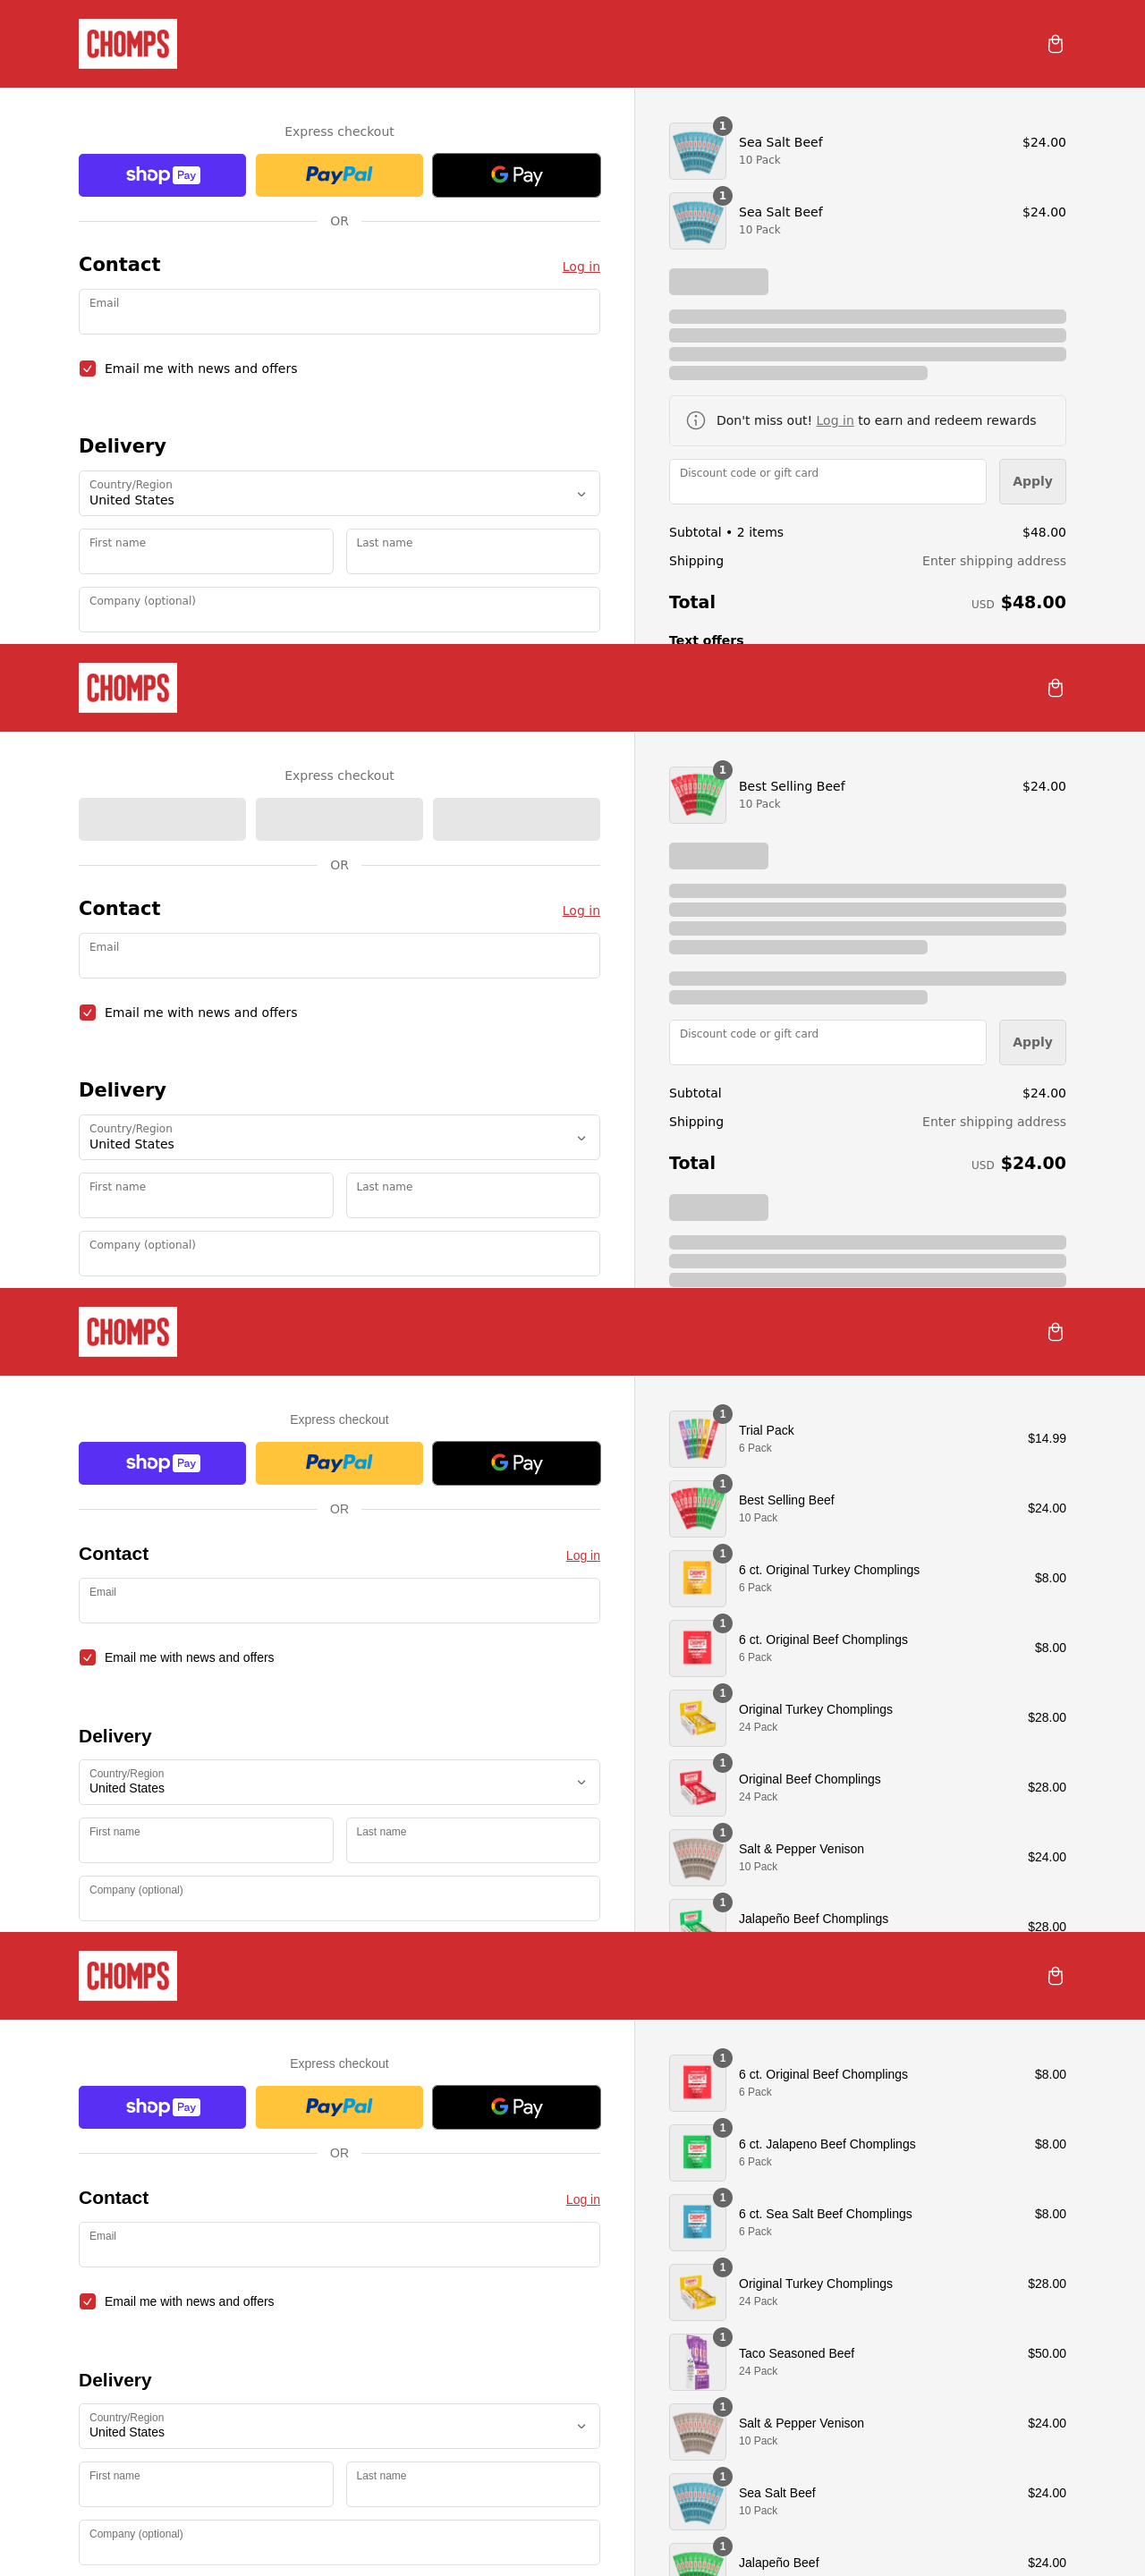 CHOMPS
Express checkout
shop Pay
PayPal
G Pay
OR
Contact
Log in
Email
Email me with news and offers
Delivery
Country/Region
United States
First name
Last name
Company (optional)
1
Sea Salt Beef
$24.00
10 Pack
1
Sea Salt Beef
$24.00
10 Pack
Don't miss out! Log in to earn and redeem rewards
Discount code or gift card
Apply
Subtotal • 2 items
$48.00
Shipping
Enter shipping address
Total
USD $48.00
Text offers
CHOMPS
Express checkout
OR
Contact
Log in
Email
Email me with news and offers
Delivery
Country/Region
United States
First name
Last name
Company (optional)
1
Best Selling Beef
$24.00
10 Pack
Discount code or gift card
Apply
Subtotal
$24.00
Shipping
Enter shipping address
Total
USD $24.00
CHOMPS
Express checkout
shop Pay
PayPal
G Pay
OR
Contact
Log in
Email
Email me with news and offers
Delivery
Country/Region
United States
First name
Last name
Company (optional)
1
Trial Pack
6 Pack
$14.99
1
Best Selling Beef
10 Pack
$24.00
1
6 ct. Original Turkey Chomplings
6 Pack
$8.00
1
6 ct. Original Beef Chomplings
6 Pack
$8.00
1
Original Turkey Chomplings
24 Pack
$28.00
1
Original Beef Chomplings
24 Pack
$28.00
1
Salt & Pepper Venison
10 Pack
$24.00
1
Jalapeño Beef Chomplings
$28.00
CHOMPS
Express checkout
shop Pay
PayPal
G Pay
OR
Contact
Log in
Email
Email me with news and offers
Delivery
Country/Region
United States
First name
Last name
Company (optional)
1
6 ct. Original Beef Chomplings
$8.00
6 Pack
1
6 ct. Jalapeno Beef Chomplings
$8.00
6 Pack
1
6 ct. Sea Salt Beef Chomplings
$8.00
6 Pack
1
Original Turkey Chomplings
$28.00
24 Pack
1
Taco Seasoned Beef
$50.00
24 Pack
1
Salt & Pepper Venison
$24.00
10 Pack
1
Sea Salt Beef
$24.00
10 Pack
1
Jalapeño Beef
$24.00